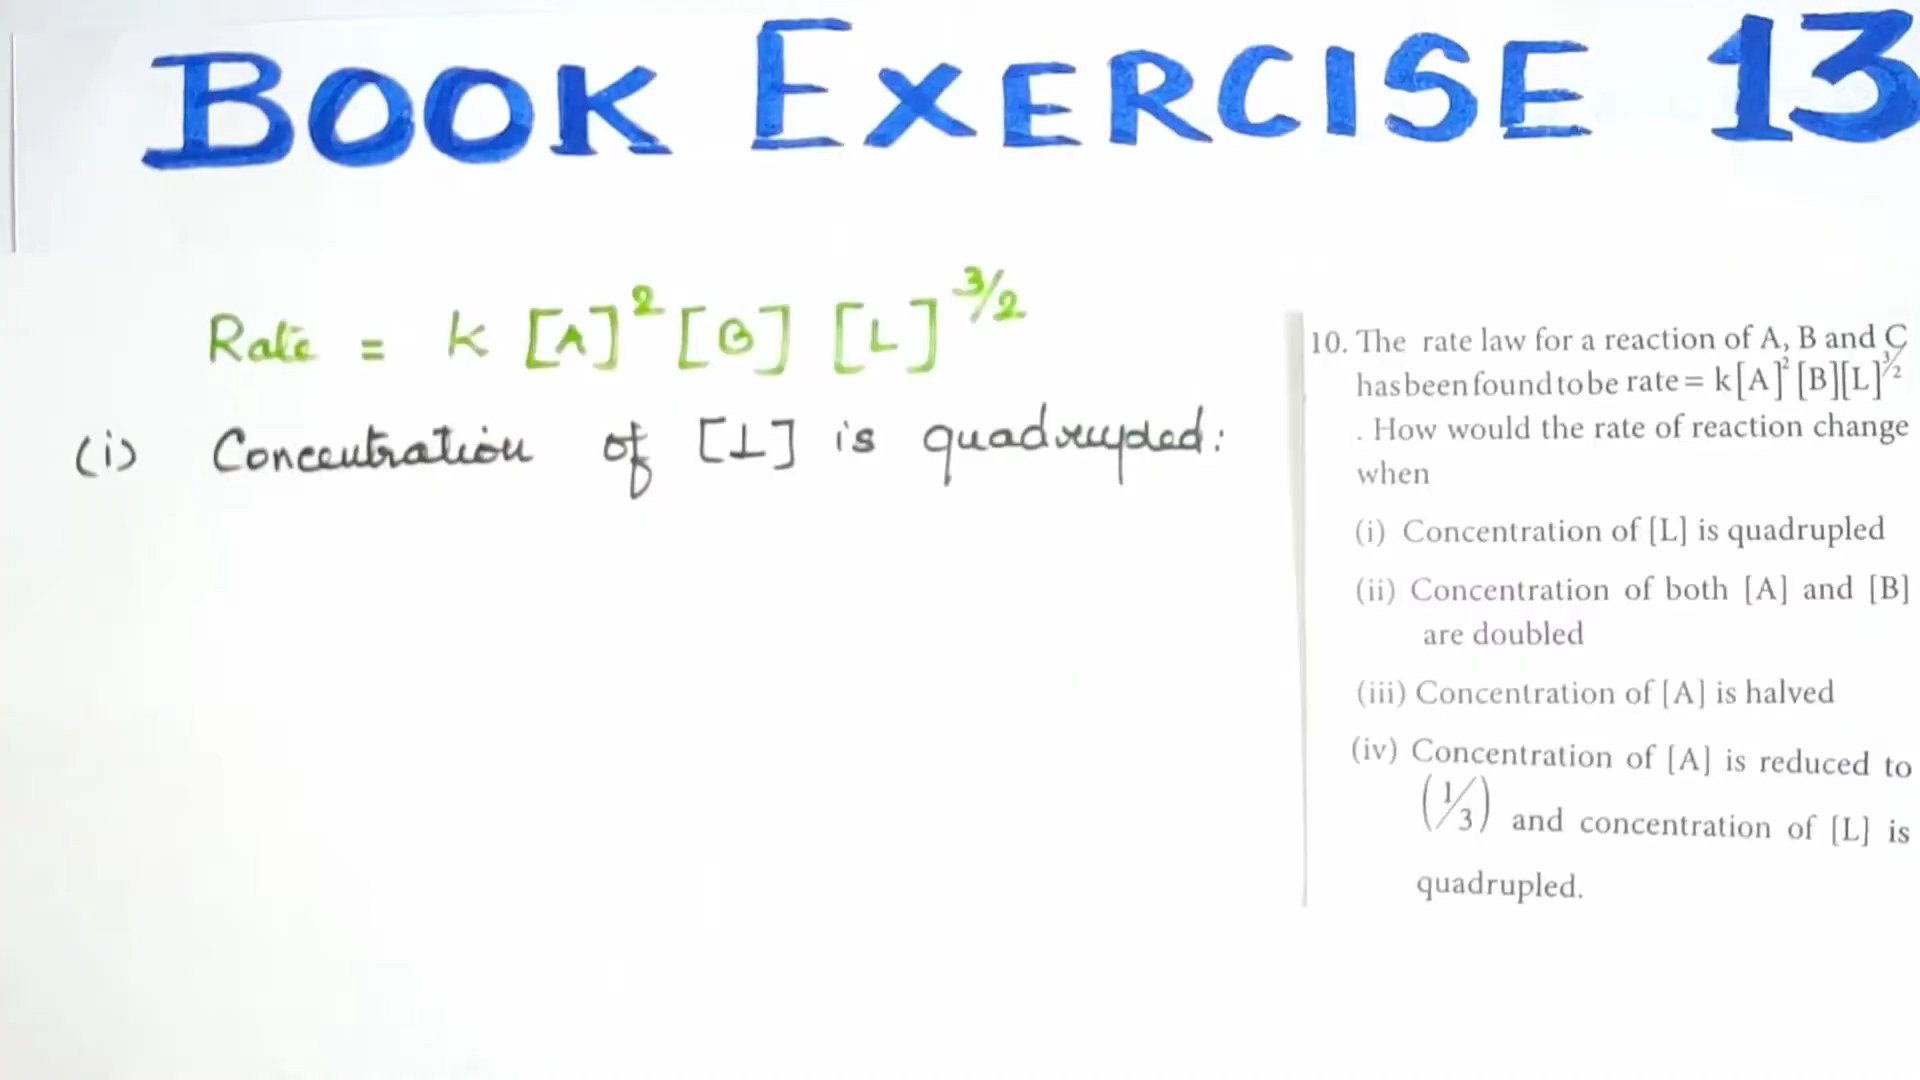 BOOK EXERCISE 13
Rate = k [A]² [B] [L]^3/2
(i) Concentration of [L] is quadrupled:
10. The rate law for a reaction of A, B and C
has been found to be rate = k[A]² [B][L]^3/2
. How would the rate of reaction change
when
(i) Concentration of [L] is quadrupled
(ii) Concentration of both [A] and [B]
are doubled
(iii) Concentration of [A] is halved
(iv) Concentration of [A] is reduced to
(1/3) and concentration of [L] is
quadrupled.